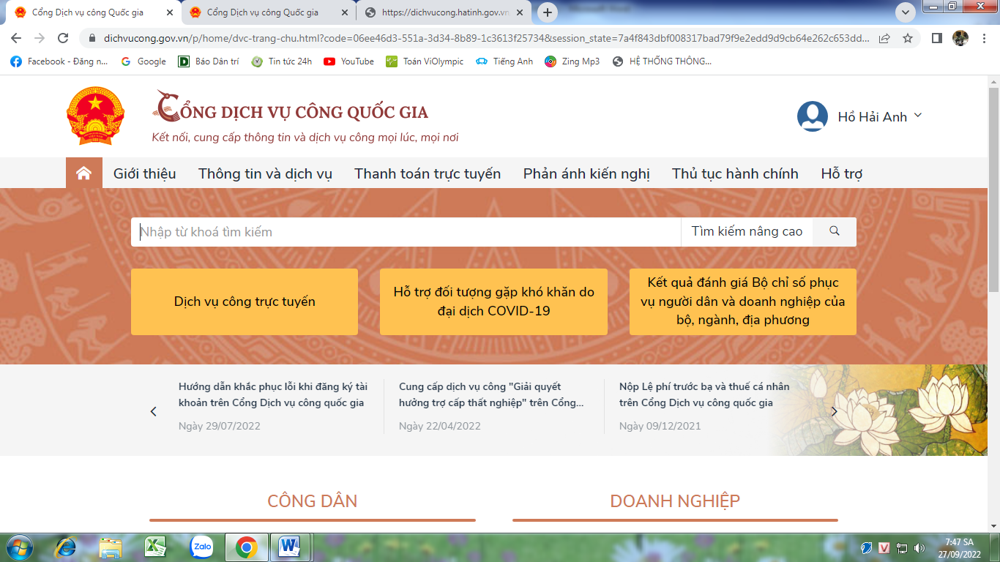 Cổng Dịch vụ công Quốc gia
Cổng Dịch vụ công Quốc gia
https://dichvucong.hatinh.gov.vn
dichvucong.gov.vn/p/home/dvc-trang-chu.html?code=06ee46d3-551a-3d34-8b89-1c3613f25734&session_state=7a4f843dbf008317bad79f9e2edd9d9cb64e262c653dd...
Facebook - Đăng n...
Google
Báo Dân trí
Tin tức 24h
YouTube
Toán ViOlympic
Tiếng Anh
Zing Mp3
HỆ THỐNG THÔNG...
CỔNG DỊCH VỤ CÔNG QUỐC GIA
Kết nối, cung cấp thông tin và dịch vụ công mọi lúc, mọi nơi
Hồ Hải Anh
Giới thiệu
Thông tin và dịch vụ
Thanh toán trực tuyến
Phản ánh kiến nghị
Thủ tục hành chính
Hỗ trợ
Nhập từ khoá tìm kiếm
Tìm kiếm nâng cao
Dịch vụ công trực tuyến
Hỗ trợ đối tượng gặp khó khăn do
đại dịch COVID-19
Kết quả đánh giá Bộ chỉ số phục
vụ người dân và doanh nghiệp của
bộ, ngành, địa phương
Hướng dẫn khắc phục lỗi khi đăng ký tài
khoản trên Cổng Dịch vụ công quốc gia
Ngày 29/07/2022
Cung cấp dịch vụ công "Giải quyết
hưởng trợ cấp thất nghiệp" trên Cổng...
Ngày 22/04/2022
Nộp Lệ phí trước bạ và thuế cá nhân
trên Cổng Dịch vụ công quốc gia
Ngày 09/12/2021
CÔNG DÂN
DOANH NGHIỆP
Zalo
7:47 SA
27/09/2022